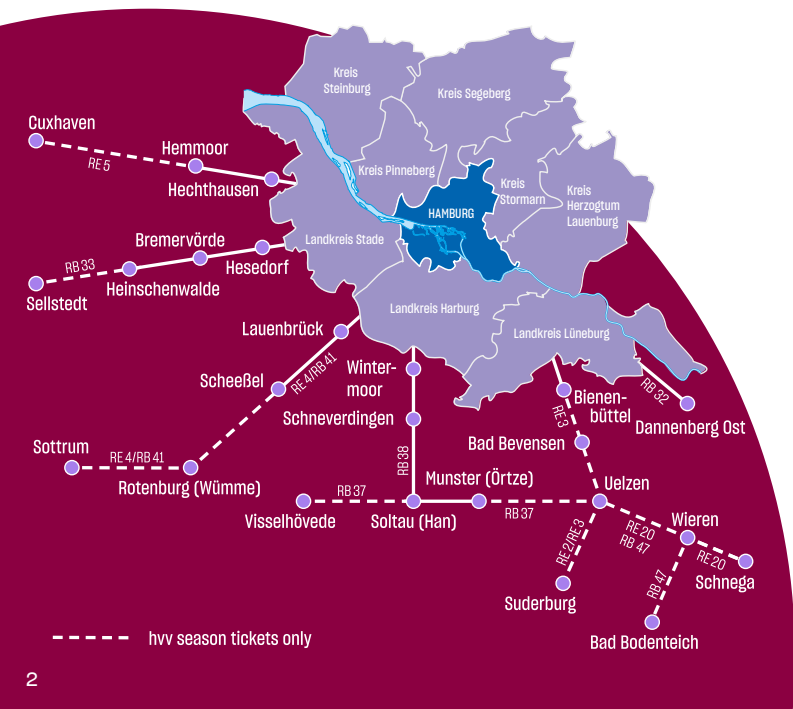 Kreis
Steinburg
Kreis Segeberg
Cuxhaven
RE 5
Hemmoor
Hechthausen
Kreis Pinneberg
Kreis
Stormarn
Kreis
Herzogtum
Lauenburg
HAMBURG
Landkreis Stade
Bremervörde
Hesedorf
RB 33
Heinschenwalde
Sellstedt
Landkreis Harburg
Landkreis Lüneburg
Lauenbrück
RE 4/RB 41
Scheeßel
Winter-
moor
Schneverdingen
RB 38
Bienen-
büttel
RE 3
RB 32
Dannenberg Ost
Bad Bevensen
Sottrum
RE 4/RB 41
Rotenburg (Wümme)
Munster (Örtze)
Uelzen
RB 37
Visselhövede
Soltau (Han)
RB 37
RE 20
RB 47
Wieren
RE 20
Schnega
RE 2/RE 3
Suderburg
RB 47
Bad Bodenteich
hvv season tickets only
2